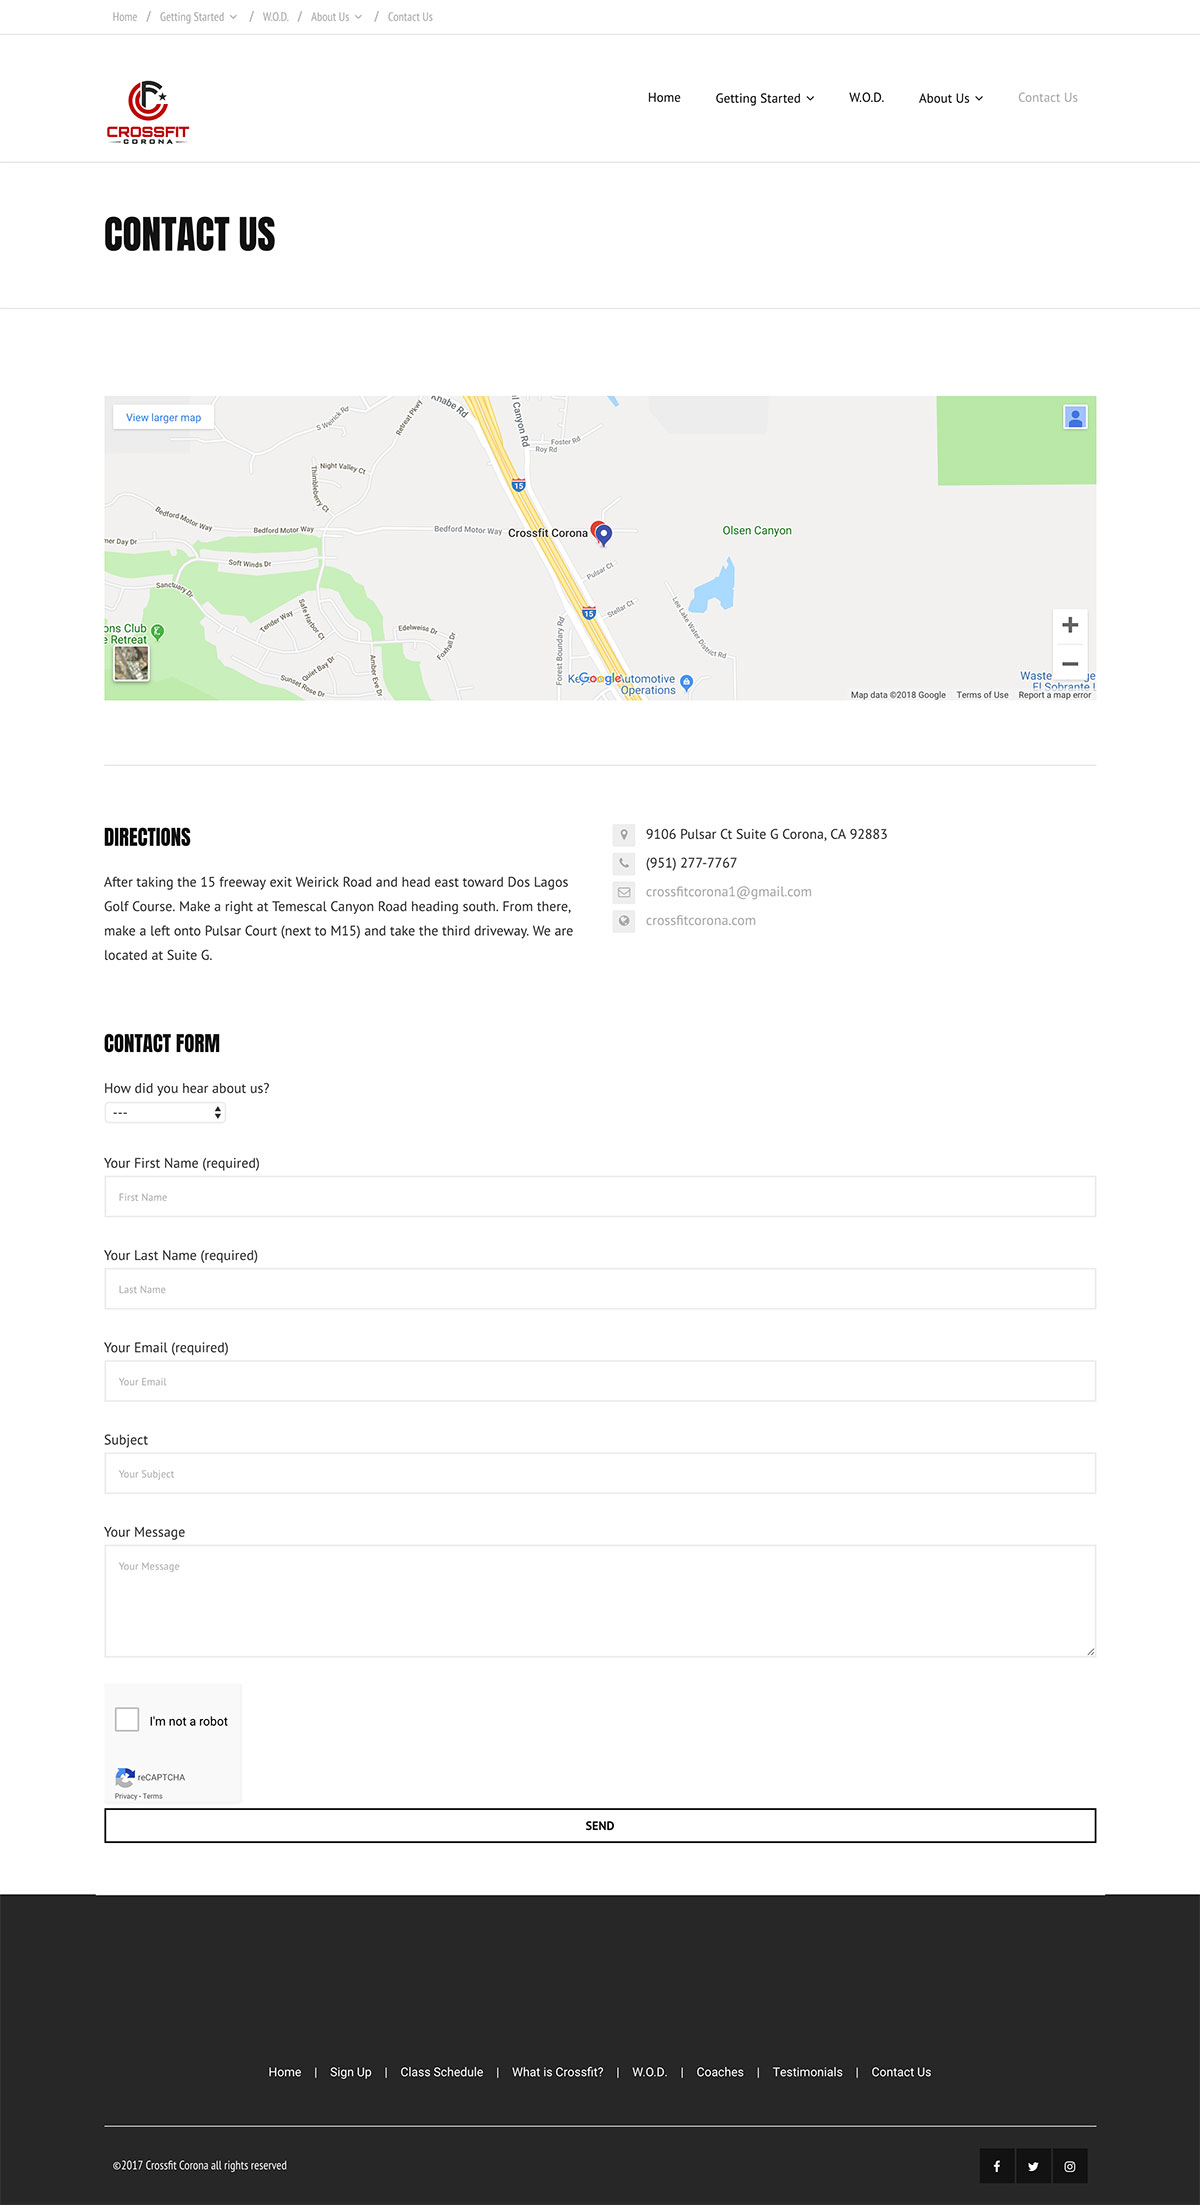 Home / Getting Started / W.O.D. / About Us / Contact Us
CROSSFIT
CORONA
Home Getting Started W.O.D. About Us Contact Us
CONTACT US
View larger map
Knabe Rd
Canyon Rd
S Weirick Rd
Retreat Pkwy
Foster Rd
Roy Rd
Night Valley Ct
Thimbleberry Ct
15
Bedford Motor Way
Bedford Motor Way
Bedford Motor Way
Crossfit Corona
Olsen Canyon
mer Day Dr
Soft Winds Dr
Pulsar Ct
Sanctuary Dr
Stellar Ct
15
Lee Lake Water District Rd
Tender Way
Safe Harbor Ct
Edelweiss Dr
Foxhall Dr
Forest Boundary Rd
ons Club
e Retreat
Quiet Bay Dr
Amber Eve Dr
Sunset Rose Dr
Google
Automotive
Operations
Waste
El Sobrante
Map data ©2018 Google Terms of Use Report a map error
DIRECTIONS
After taking the 15 freeway exit Weirick Road and head east toward Dos Lagos
Golf Course. Make a right at Temescal Canyon Road heading south. From there,
make a left onto Pulsar Court (next to M15) and take the third driveway. We are
located at Suite G.
9106 Pulsar Ct Suite G Corona, CA 92883
(951) 277-7767
crossfitcorona1@gmail.com
crossfitcorona.com
CONTACT FORM
How did you hear about us?
---
Your First Name (required)
First Name
Your Last Name (required)
Last Name
Your Email (required)
Your Email
Subject
Your Subject
Your Message
Your Message
I'm not a robot
reCAPTCHA
Privacy - Terms
SEND
Home | Sign Up | Class Schedule | What is Crossfit? | W.O.D. | Coaches | Testimonials | Contact Us
©2017 Crossfit Corona all rights reserved